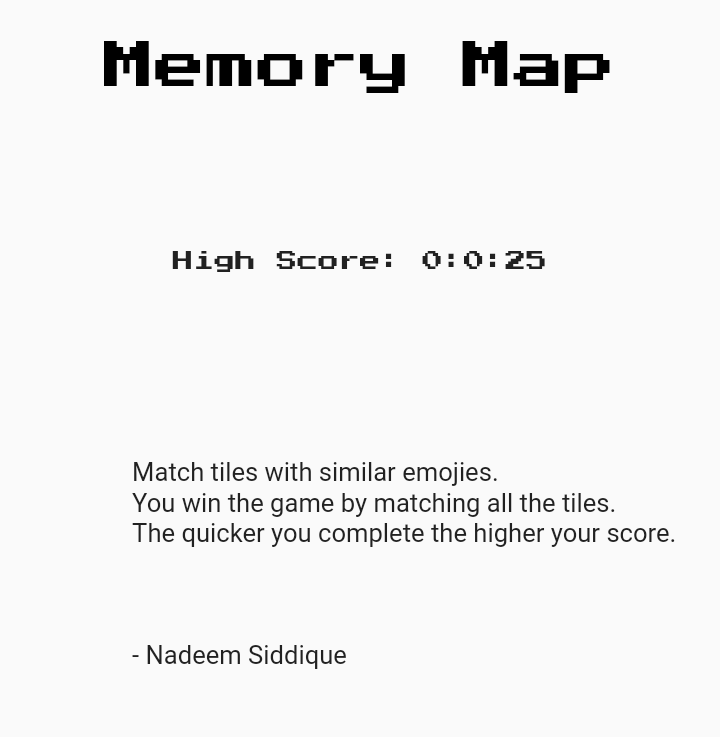 Memory Map
High Score: 0:0:25
Match tiles with similar emojies.
You win the game by matching all the tiles.
The quicker you complete the higher your score.
- Nadeem Siddique